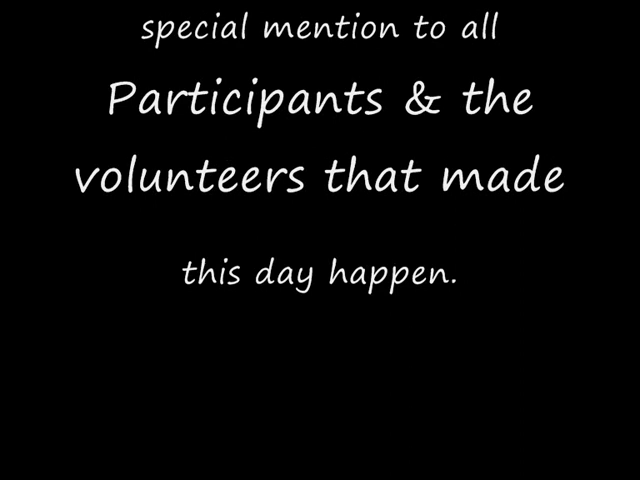 special mention to all
Participants & the
volunteers that made
this day happen.